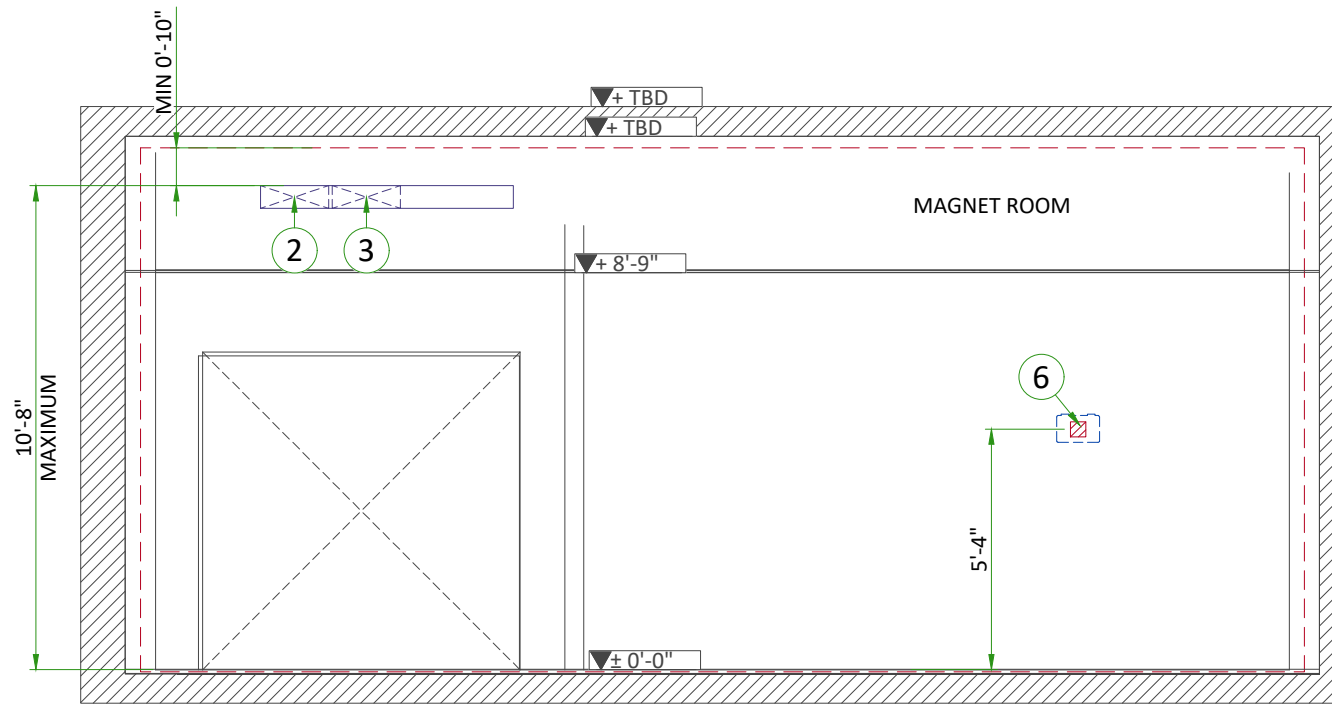 MIN 0'-10"
+ TBD
+ TBD
MAGNET ROOM
2
3
+ 8'-9"
10'-8"
MAXIMUM
6
5'-4"
± 0'-0"